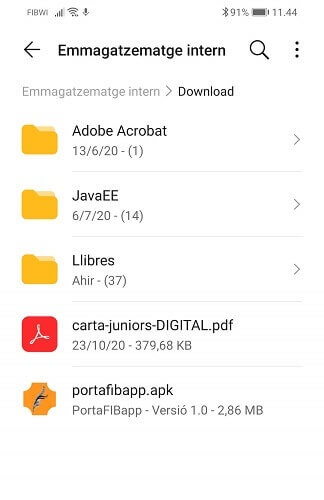 FIBWi 91% 11.44
Emmagatzematge intern
Emmagatzematge intern > Download
Adobe Acrobat
13/6/20 - (1)
JavaEE
6/7/20 - (14)
Llibres
Ahir - (37)
carta-juniors-DIGITAL.pdf
23/10/20 - 379,68 KB
portafibapp.apk
PortaFIBapp - Versió 1.0 - 2,86 MB